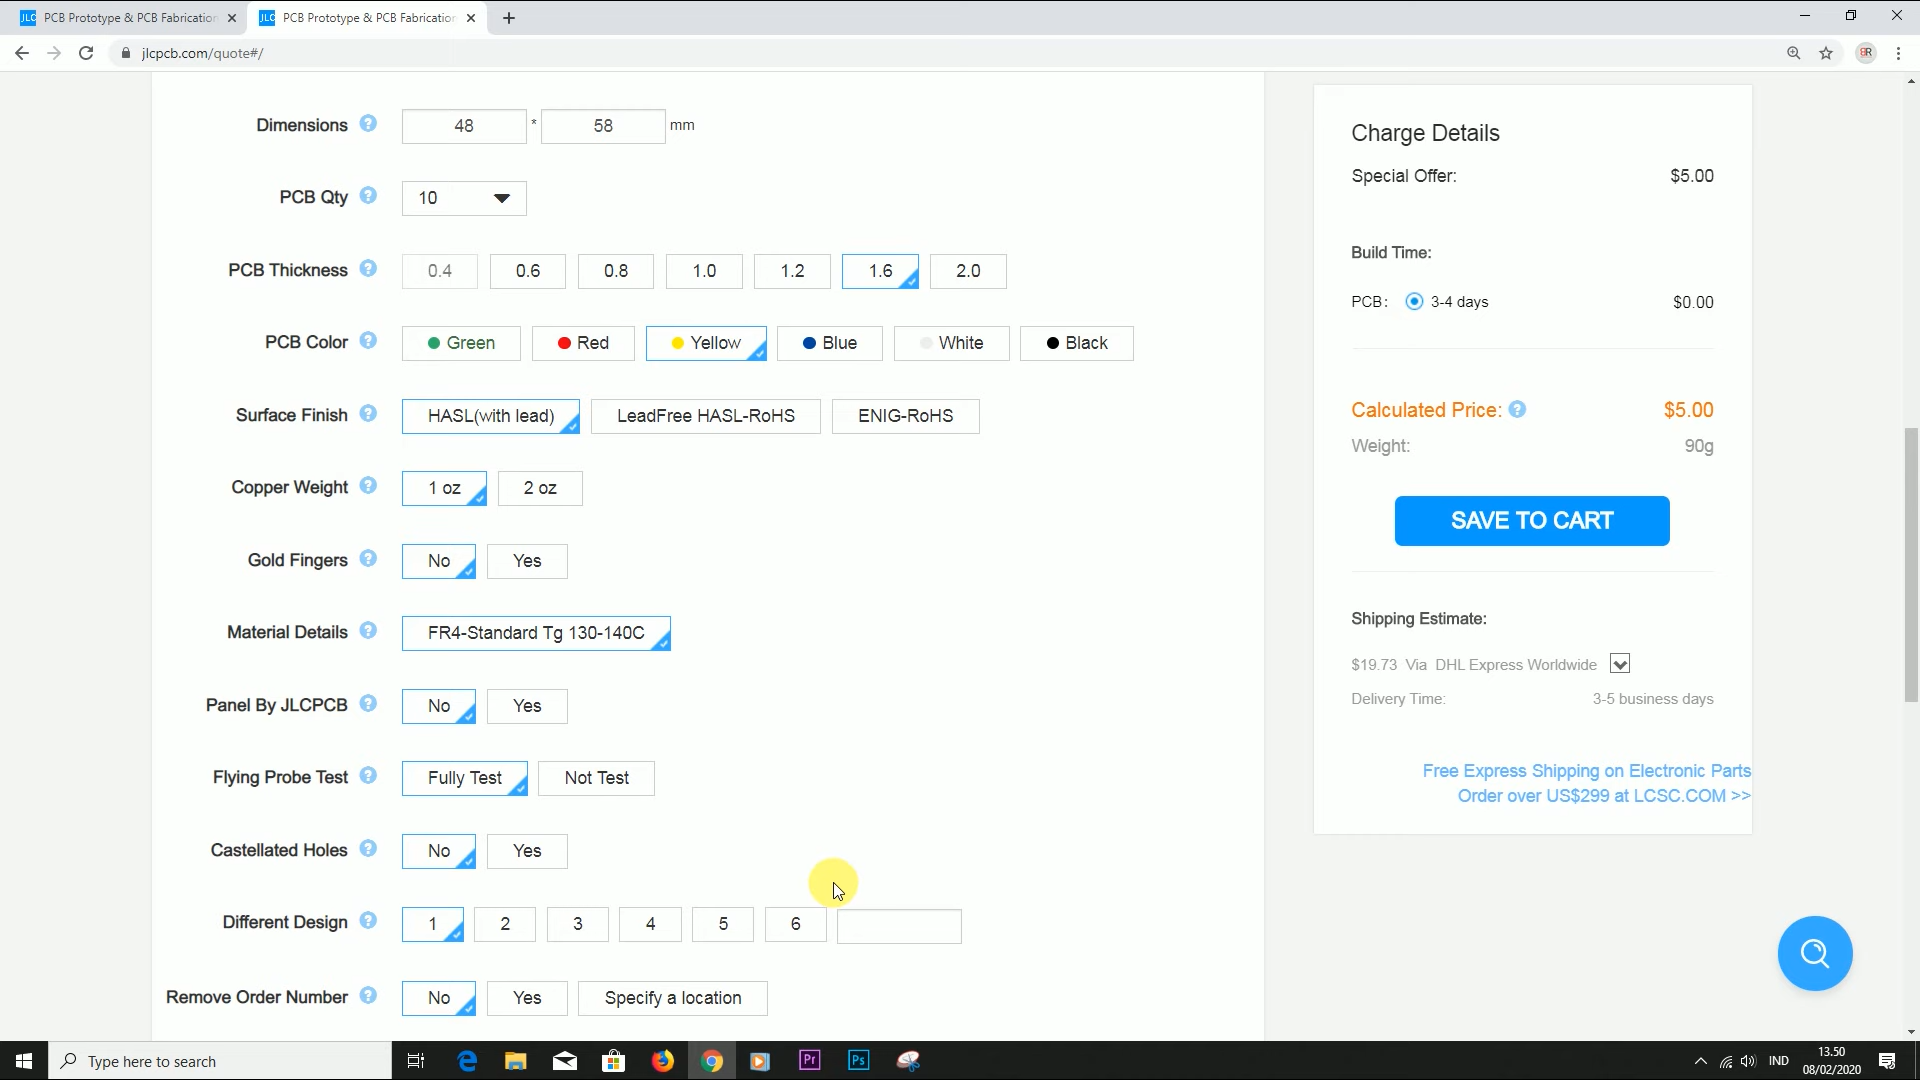 JLC PCB Prototype & PCB Fabrication
JLC PCB Prototype & PCB Fabrication
jlcpcb.com/quote#/
Dimensions ? 48 * 58 mm
PCB Qty ? 10
PCB Thickness ? 0.4 0.6 0.8 1.0 1.2 1.6 2.0
PCB Color ? Green Red Yellow Blue White Black
Surface Finish ? HASL(with lead) LeadFree HASL-RoHS ENIG-RoHS
Copper Weight ? 1 oz 2 oz
Gold Fingers ? No Yes
Material Details ? FR4-Standard Tg 130-140C
Panel By JLCPCB ? No Yes
Flying Probe Test ? Fully Test Not Test
Castellated Holes ? No Yes
Different Design ? 1 2 3 4 5 6
Remove Order Number ? No Yes Specify a location
Charge Details
Special Offer: $5.00
Build Time:
PCB: 3-4 days $0.00
Calculated Price: ? $5.00
Weight: 90g
SAVE TO CART
Shipping Estimate:
$19.73 Via DHL Express Worldwide
Delivery Time: 3-5 business days
Free Express Shipping on Electronic Parts
Order over US$299 at LCSC.COM >>
Type here to search
Pr
Ps
IND
13.50
08/02/2020